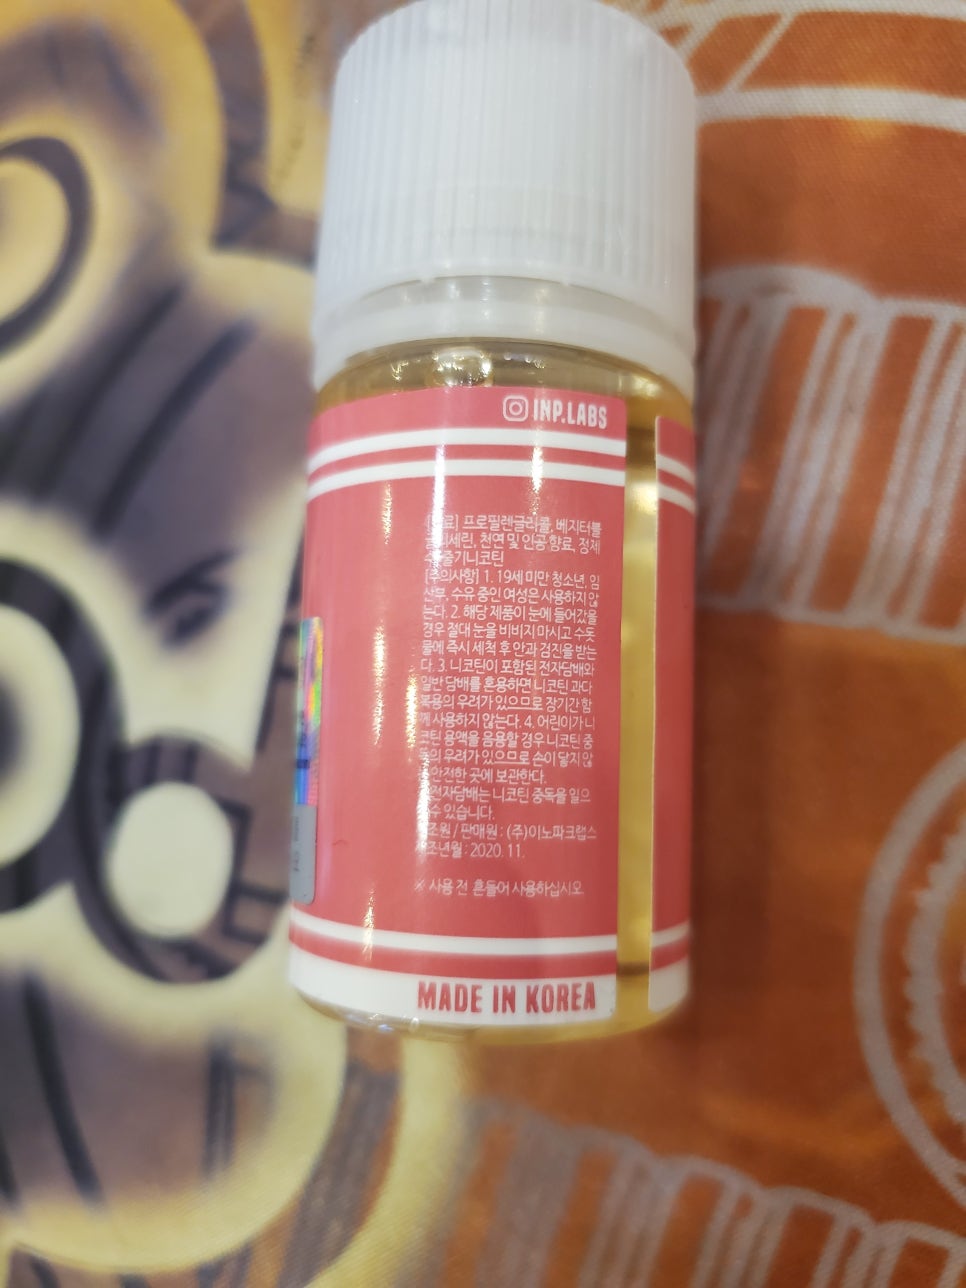 INP.LABS
프로필렌글리콜, 베지터블
천연 및 인공 향료, 정제
줄기니코틴
[주의사항] 1. 19세 미만 청소년, 임
산부, 수유 중인 여성은 사용하지 않
는다. 2. 해당 제품이 눈에 들어갔을
경우 절대 눈을 비비지 마시고 수돗
물에 즉시 세척 후 안과 검진을 받는
다. 3. 니코틴이 포함된 전자담배와
일반 담배를 혼용하면 니코틴 과다
복용의 우려가 있으므로 장기간 함
께 사용하지 않는다. 4. 어린이가 니
코틴 용액을 음용할 경우 니코틴 중
독의 우려가 있으므로 손이 닿지 않
안전한 곳에 보관한다.
전자담배는 니코틴 중독을 일으
수 있습니다.
/ 판매원 : (주)이노파크랩스
제조년월 : 2020. 11.
※ 사용 전 흔들어 사용하십시오
MADE IN KOREA